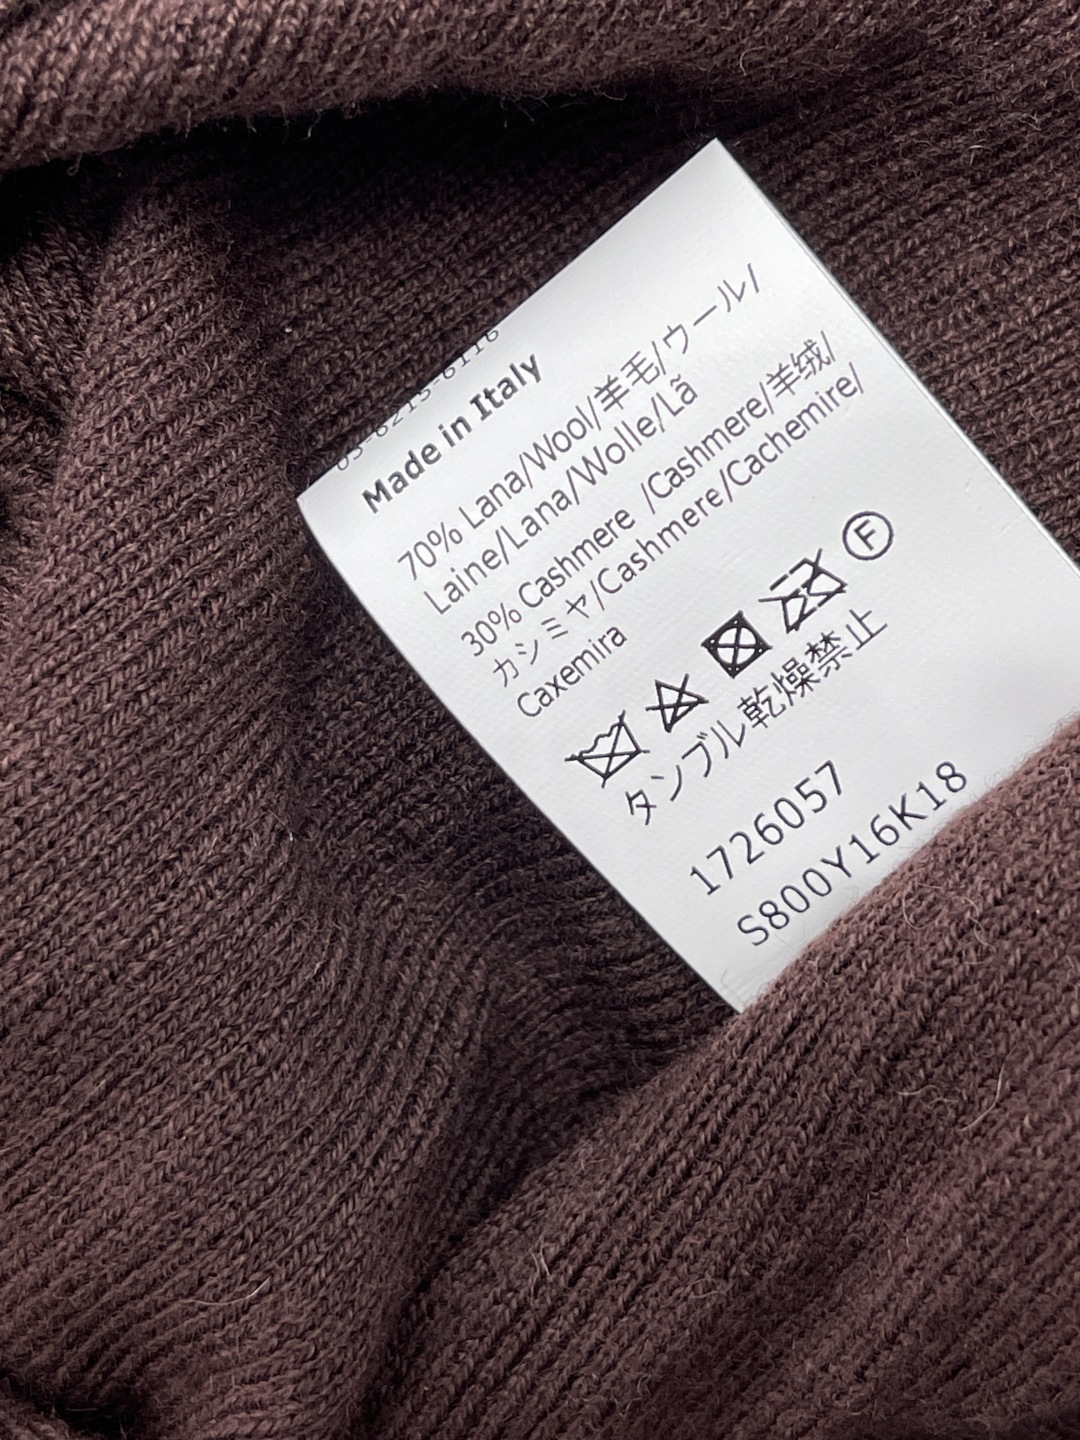 Made in Italy
70% Lana/Wool/羊毛/ウール/
Laine/Lana/Wolle/Lã
30% Cashmere /Cashmere/羊绒/
カシミヤ/Cashmere/Cachemire/
Caxemira
F
タンブル乾燥禁止
1726057
S800Y16K18